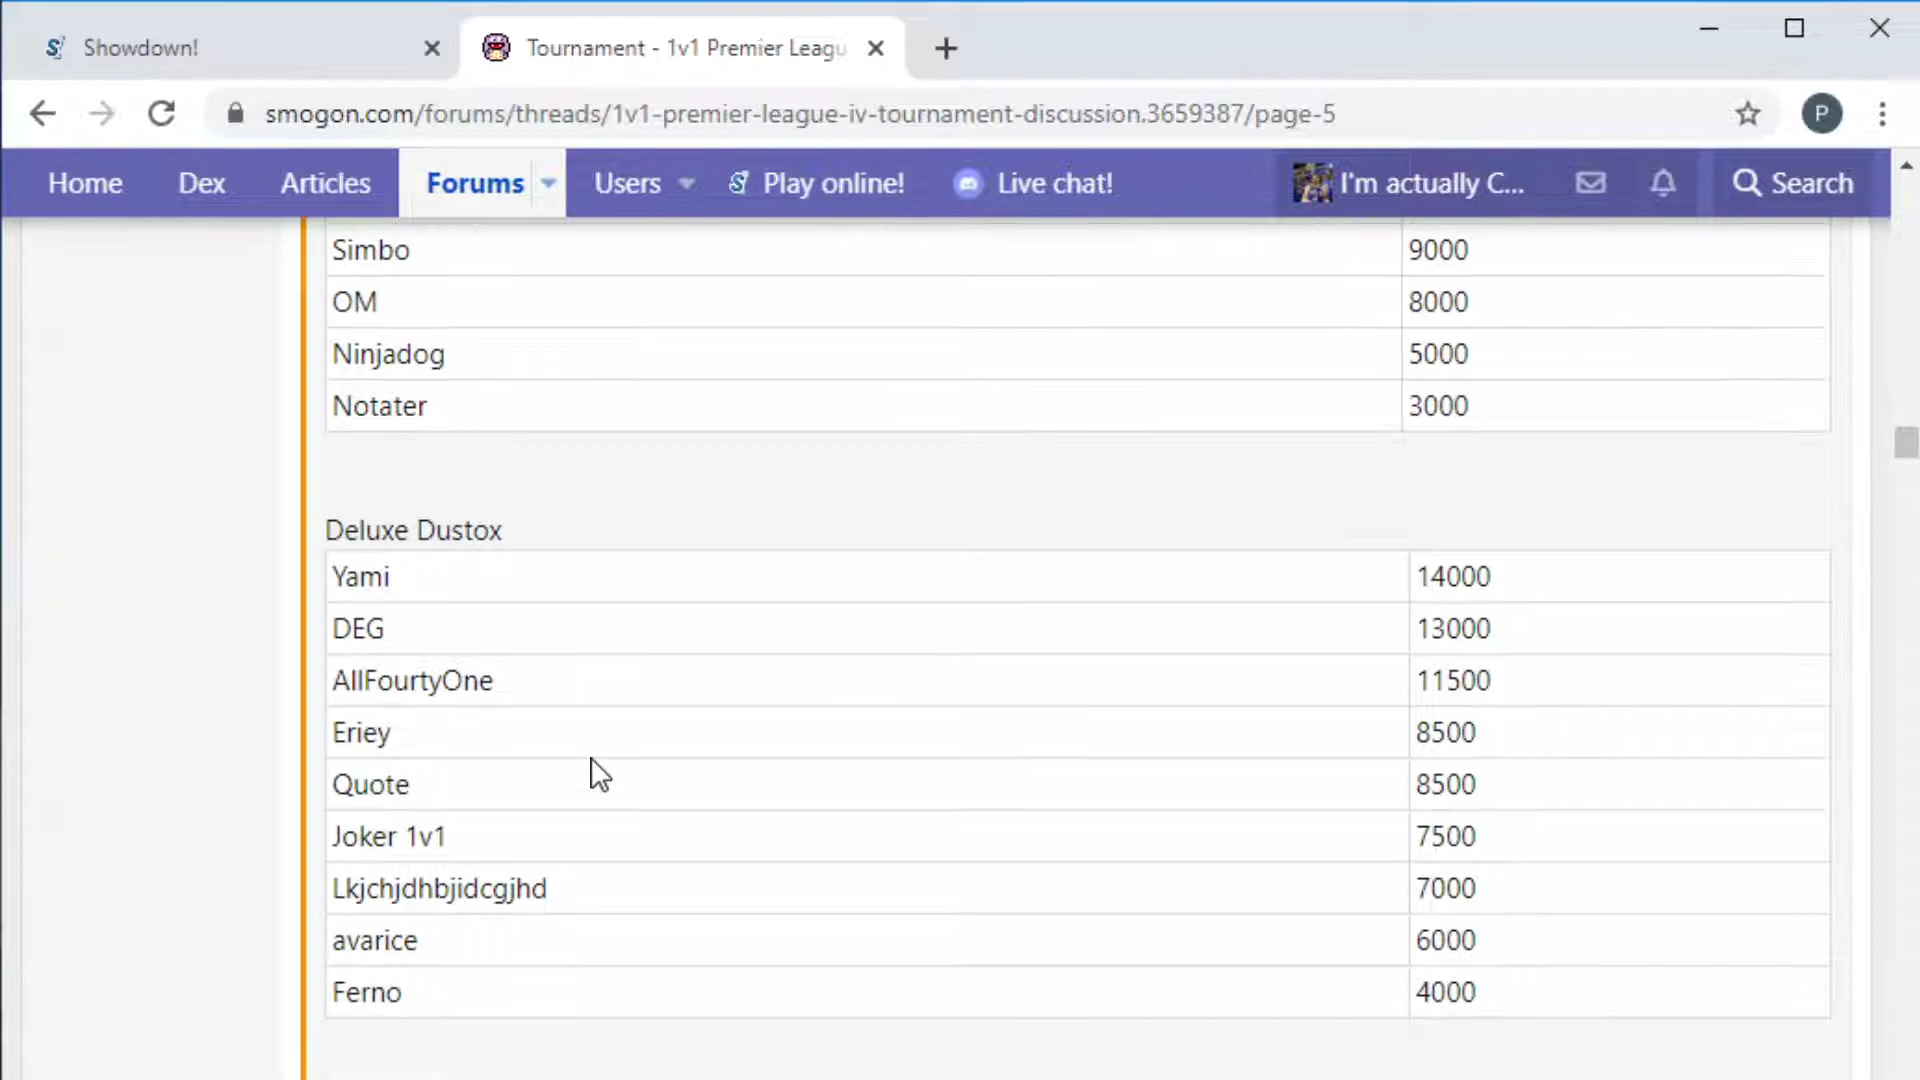 Showdown!
Tournament - 1v1 Premier Leagu
smogon.com/forums/threads/1v1-premier-league-iv-tournament-discussion.3659387/page-5
P
Home Dex Articles Forums Users Play online! Live chat! I'm actually C... Search
Simbo 9000
OM 8000
Ninjadog 5000
Notater 3000
Deluxe Dustox
Yami 14000
DEG 13000
AllFourtyOne 11500
Eriey 8500
Quote 8500
Joker 1v1 7500
Lkjchjdhbjidcgjhd 7000
avarice 6000
Ferno 4000